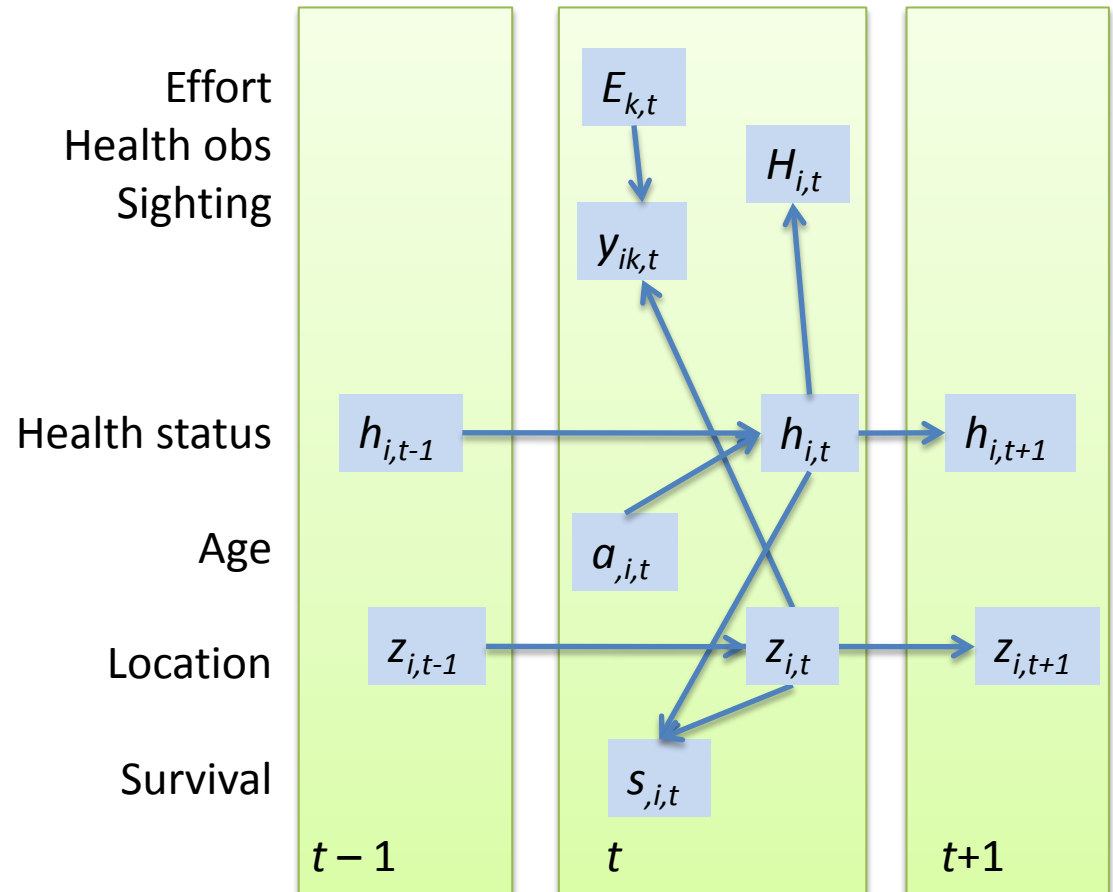 Effort
E_{k,t}
Health obs
H_{i,t}
Sighting
y_{ik,t}
Health status
h_{i,t-1}
h_{i,t}
h_{i,t+1}
Age
a_{,i,t}
Location
z_{i,t-1}
z_{i,t}
z_{i,t+1}
Survival
s_{,i,t}
t – 1
t
t+1